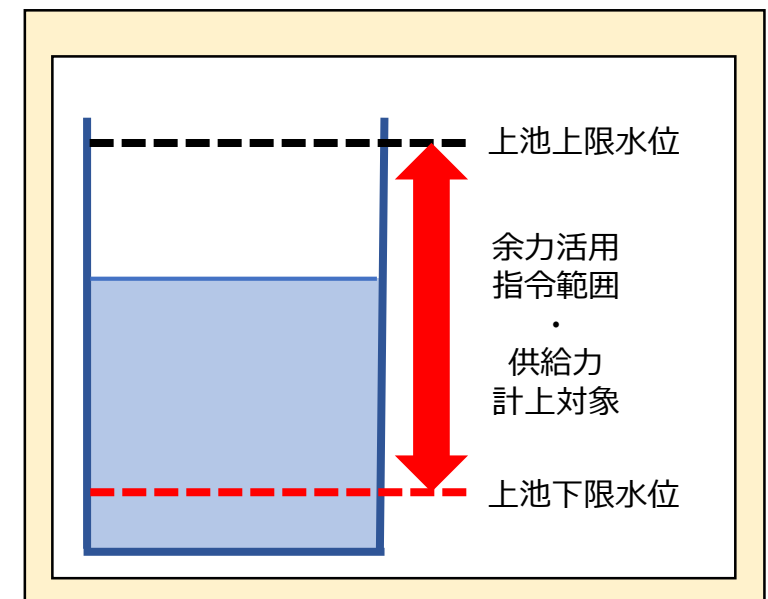 上池上限水位
余力活用
指令範囲
・
供給力
計上対象
上池下限水位